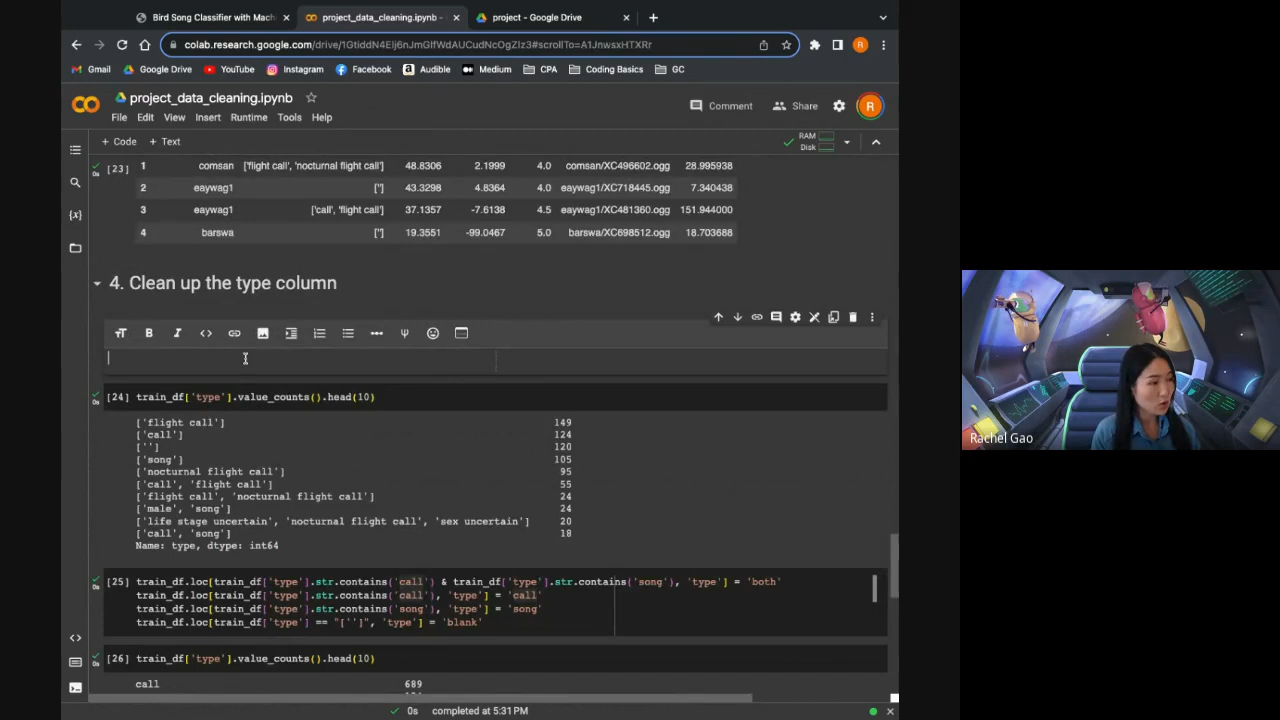 Bird Song Classifier with Mach
project_data_cleaning.ipynb -
project - Google Drive
colab.research.google.com/drive/1GtiddN4Elj6nJmGlfWdAUCudNcOgZIz3#scrollTo=A1JnwsxHTXRr
R
Gmail
Google Drive
YouTube
Instagram
Facebook
Audible
Medium
CPA
Coding Basics
GC
project_data_cleaning.ipynb
Comment
Share
R
File Edit View Insert Runtime Tools Help
+ Code + Text
RAM
Disk
[23] 1 comsan ['flight call', 'nocturnal flight call'] 48.8306 2.1999 4.0 comsan/XC496602.ogg 28.995938
0s
2 eaywag1 [''] 43.3298 4.8364 4.0 eaywag1/XC718445.ogg 7.340438
3 eaywag1 ['call', 'flight call'] 37.1357 -7.6138 4.5 eaywag1/XC481360.ogg 151.944000
4 barswa [''] 19.3551 -99.0467 5.0 barswa/XC698512.ogg 18.703688
4. Clean up the type column
[24] train_df['type'].value_counts().head(10)
0s
['flight call'] 149
['call'] 124
[''] 120
['song'] 105
['nocturnal flight call'] 95
['call', 'flight call'] 55
['flight call', 'nocturnal flight call'] 24
['male', 'song'] 24
['life stage uncertain', 'nocturnal flight call', 'sex uncertain'] 20
['call', 'song'] 18
Name: type, dtype: int64
[25] train_df.loc[train_df['type'].str.contains('call') & train_df['type'].str.contains('song'), 'type'] = 'both'
0s
train_df.loc[train_df['type'].str.contains('call'), 'type'] = 'call'
train_df.loc[train_df['type'].str.contains('song'), 'type'] = 'song'
train_df.loc[train_df['type'] == "['']", 'type'] = 'blank'
[26] train_df['type'].value_counts().head(10)
0s
call 689
0s completed at 5:31 PM
Rachel Gao